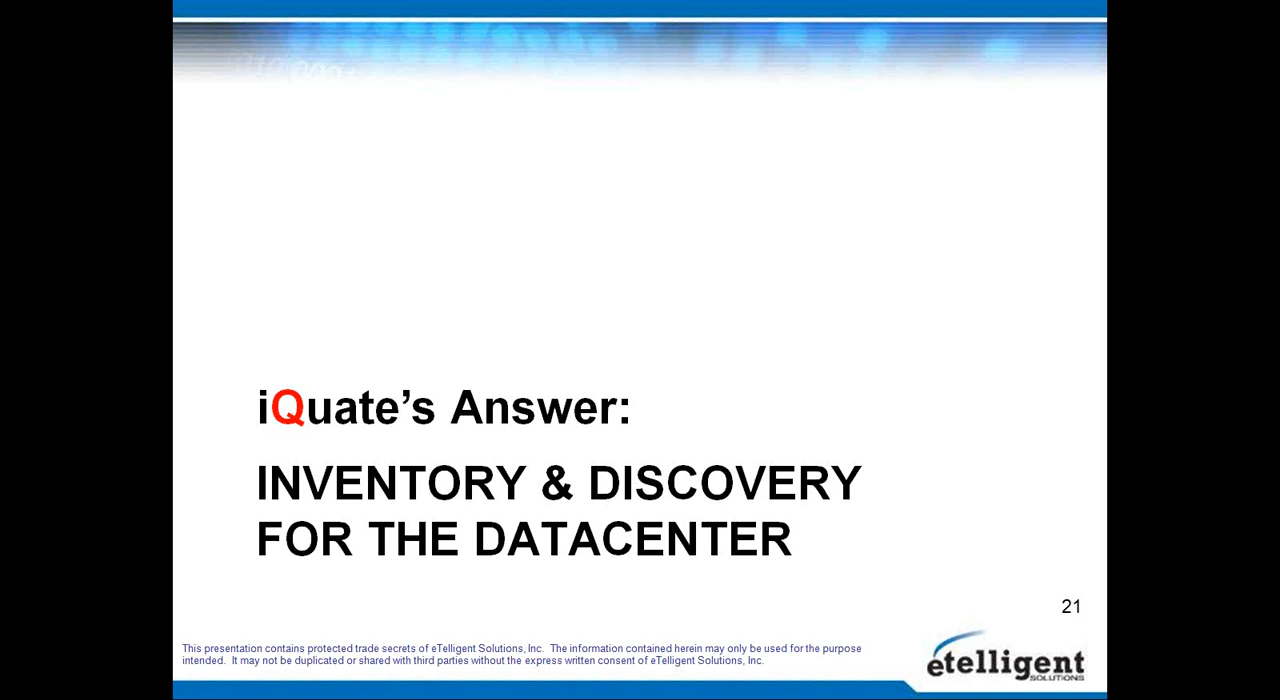 iQuate’s Answer:
INVENTORY & DISCOVERY
FOR THE DATACENTER
21
This presentation contains protected trade secrets of eTelligent Solutions, Inc.  The information contained herein may only be used for the purpose
intended.  It may not be duplicated or shared with third parties without the express written consent of eTelligent Solutions, Inc.
etelligent
SOLUTIONS